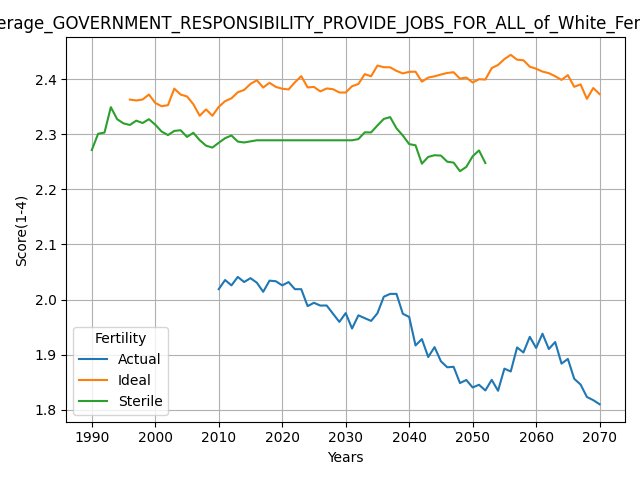 erage_GOVERNMENT_RESPONSIBILITY_PROVIDE_JOBS_FOR_ALL_of_White_Fer
Score(1-4)
2.4
2.3
2.2
2.1
2.0
1.9
1.8
Fertility
Actual
Ideal
Sterile
1990 2000 2010 2020 2030 2040 2050 2060 2070
Years